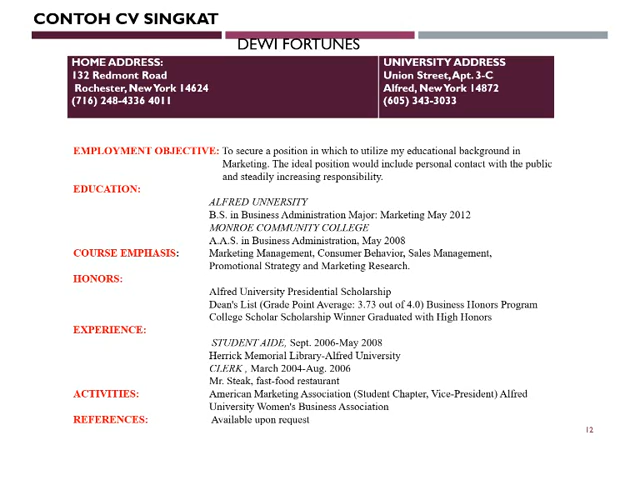 CONTOH CV SINGKAT
DEWI FORTUNES
HOME ADDRESS:
132 Redmont Road
Rochester, New York 14624
(716) 248-4336 4011
UNIVERSITY ADDRESS
Union Street, Apt. 3-C
Alfred, New York 14872
(605) 343-3033
EMPLOYMENT OBJECTIVE: To secure a position in which to utilize my educational background in
Marketing. The ideal position would include personal contact with the public
and steadily increasing responsibility.
EDUCATION:
ALFRED UNNERSITY
B.S. in Business Administration Major: Marketing May 2012
MONROE COMMUNITY COLLEGE
A.A.S. in Business Administration, May 2008
COURSE EMPHASIS: Marketing Management, Consumer Behavior, Sales Management,
Promotional Strategy and Marketing Research.
HONORS:
Alfred University Presidential Scholarship
Dean's List (Grade Point Average: 3.73 out of 4.0) Business Honors Program
College Scholar Scholarship Winner Graduated with High Honors
EXPERIENCE:
STUDENT AIDE, Sept. 2006-May 2008
Herrick Memorial Library-Alfred University
CLERK , March 2004-Aug. 2006
Mr. Steak, fast-food restaurant
ACTIVITIES: American Marketing Association (Student Chapter, Vice-President) Alfred
University Women's Business Association
REFERENCES: Available upon request
12